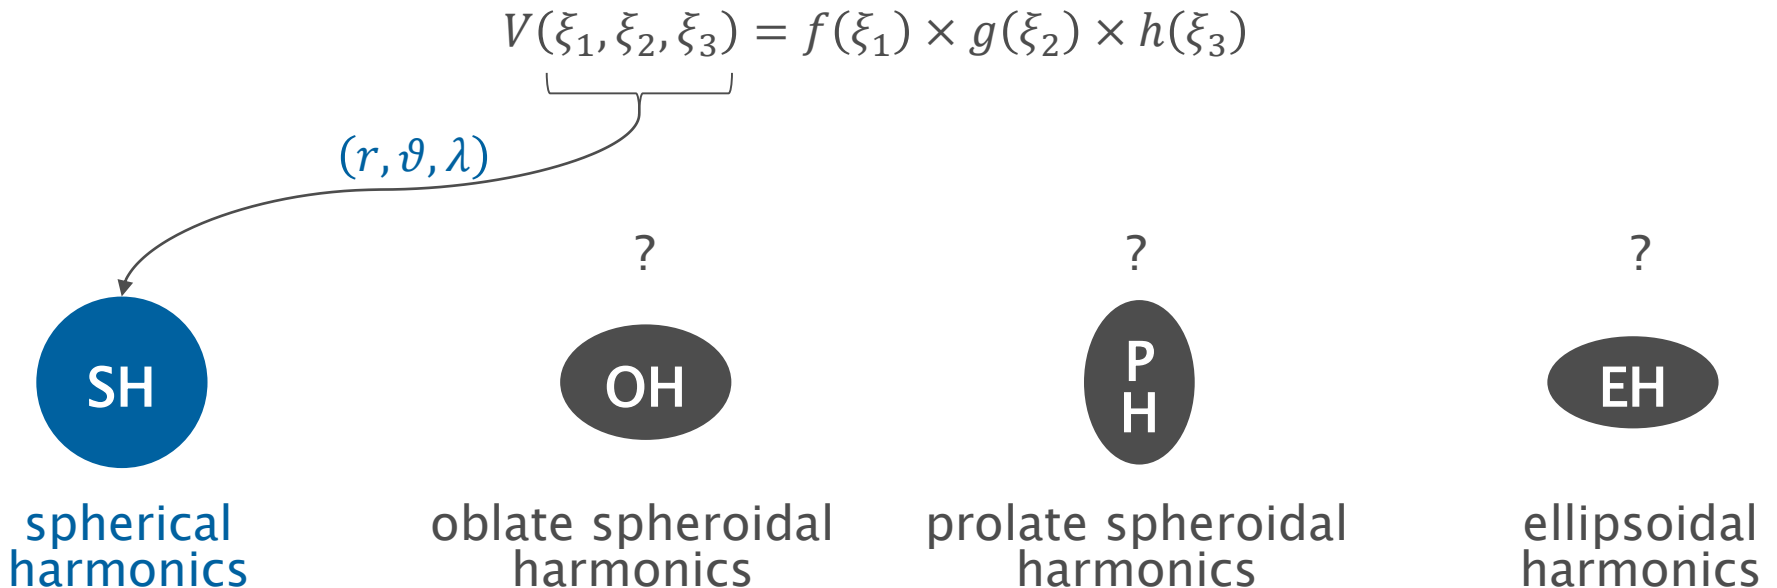 V(ξ₁, ξ₂, ξ₃) = f(ξ₁) × g(ξ₂) × h(ξ₃)
(r, ϑ, λ)
? ? ?
SH
OH
P
H
EH
spherical
harmonics
oblate spheroidal
harmonics
prolate spheroidal
harmonics
ellipsoidal
harmonics